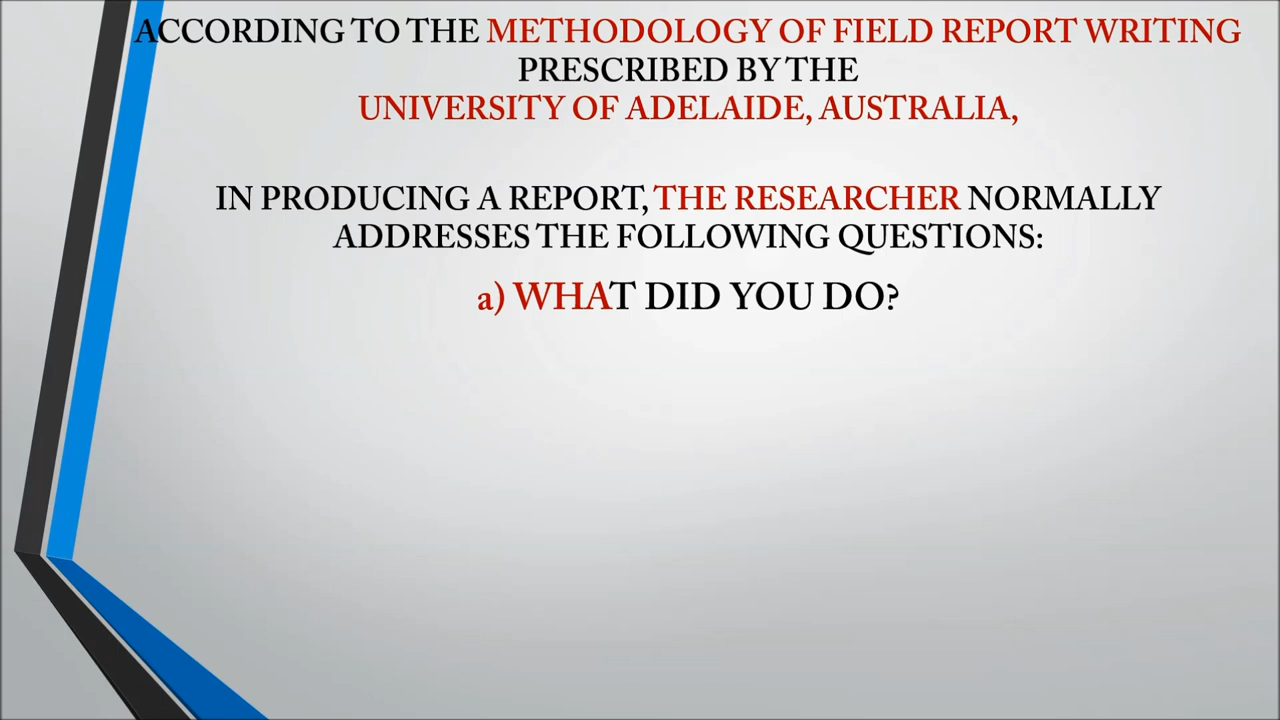 ACCORDING TO THE METHODOLOGY OF FIELD REPORT WRITING
PRESCRIBED BY THE
UNIVERSITY OF ADELAIDE, AUSTRALIA,
IN PRODUCING A REPORT, THE RESEARCHER NORMALLY
ADDRESSES THE FOLLOWING QUESTIONS:
a) WHAT DID YOU DO?